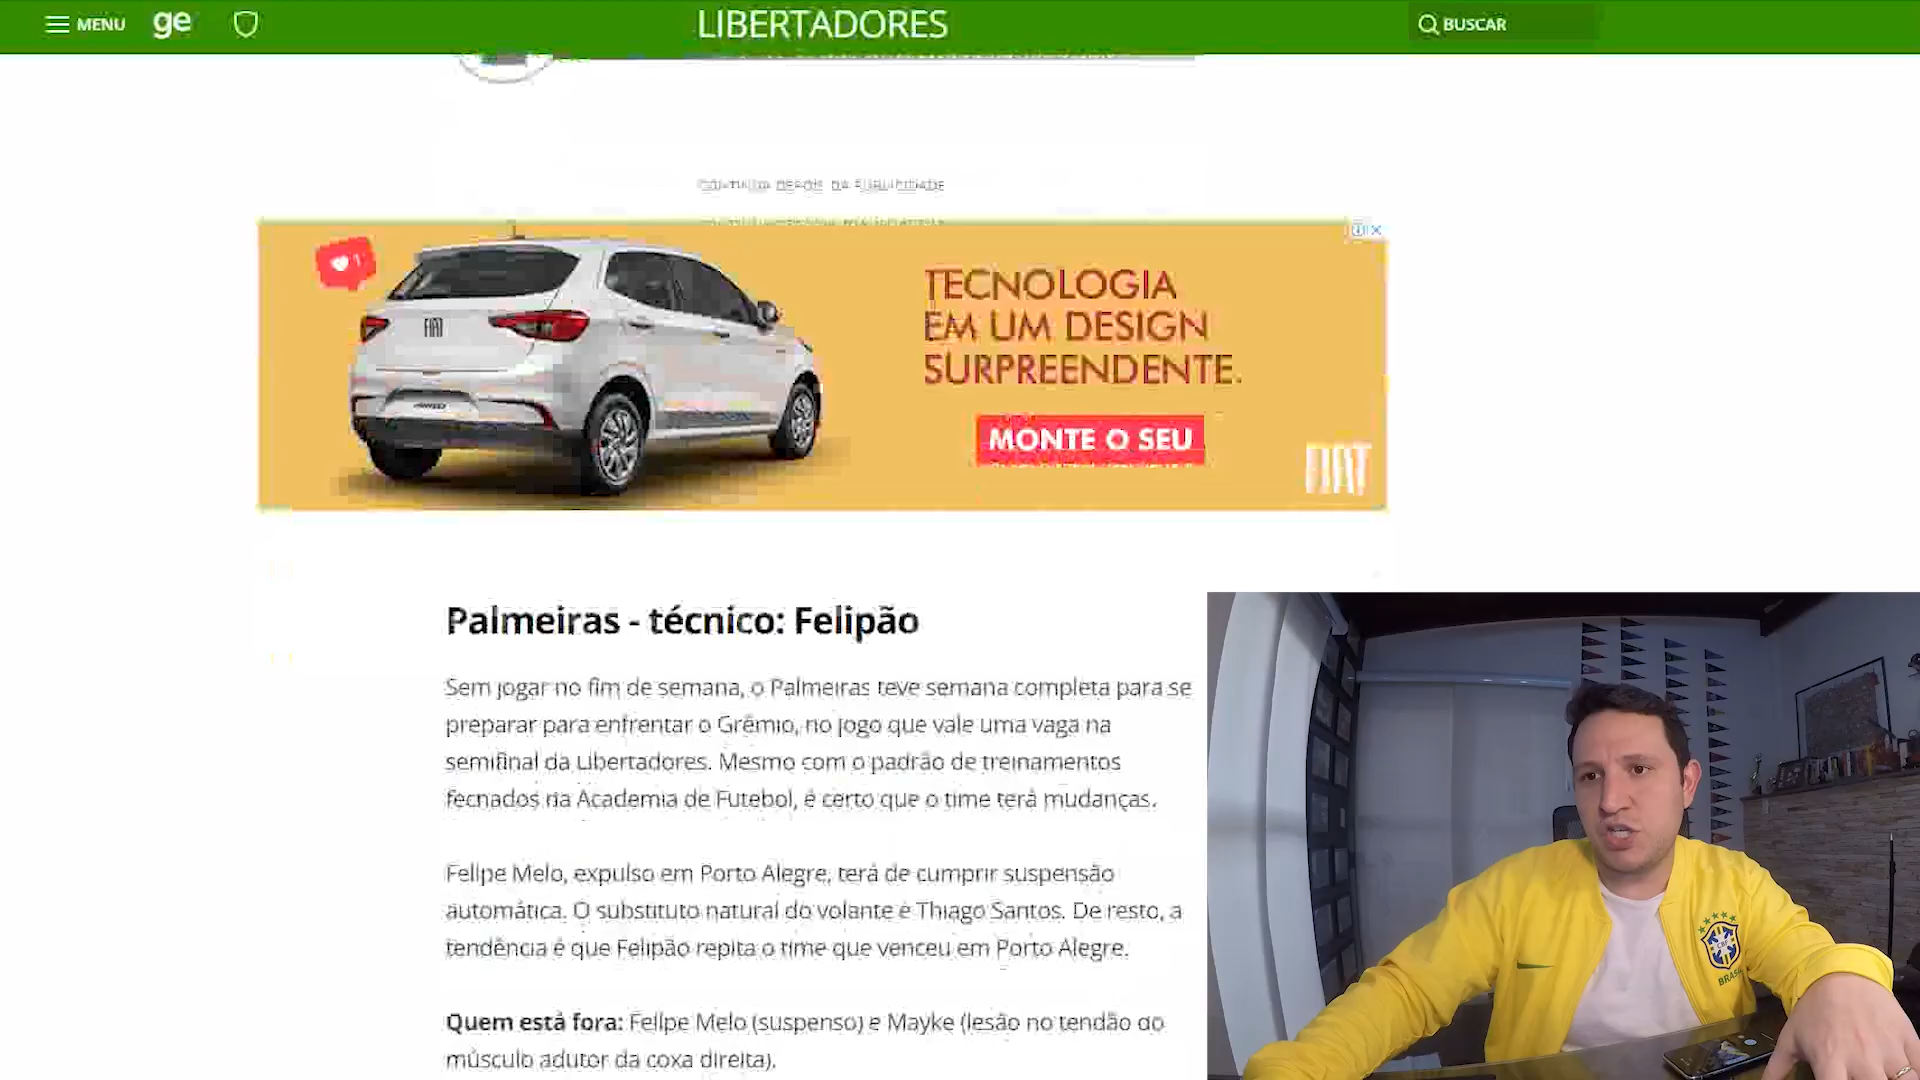 MENU
ge
LIBERTADORES
BUSCAR
CONTINUA DEPOIS DA PUBLICIDADE
FIAT
TECNOLOGIA
EM UM DESIGN
SURPREENDENTE.
MONTE O SEU
FIAT
Palmeiras - técnico: Felipão
Sem jogar no fim de semana, o Palmeiras teve semana completa para se
preparar para enfrentar o Grêmio, no jogo que vale uma vaga na
semifinal da Libertadores. Mesmo com o padrão de treinamentos
fechados na Academia de Futebol, é certo que o time terá mudanças.
Felipe Melo, expulso em Porto Alegre, terá de cumprir suspensão
automática. O substituto natural do volante é Thiago Santos. De resto, a
tendência é que Felipão repita o time que venceu em Porto Alegre.
Quem está fora: Felipe Melo (suspenso) e Mayke (lesão no tendão do
músculo adutor da coxa direita).
CBF
BRASIL